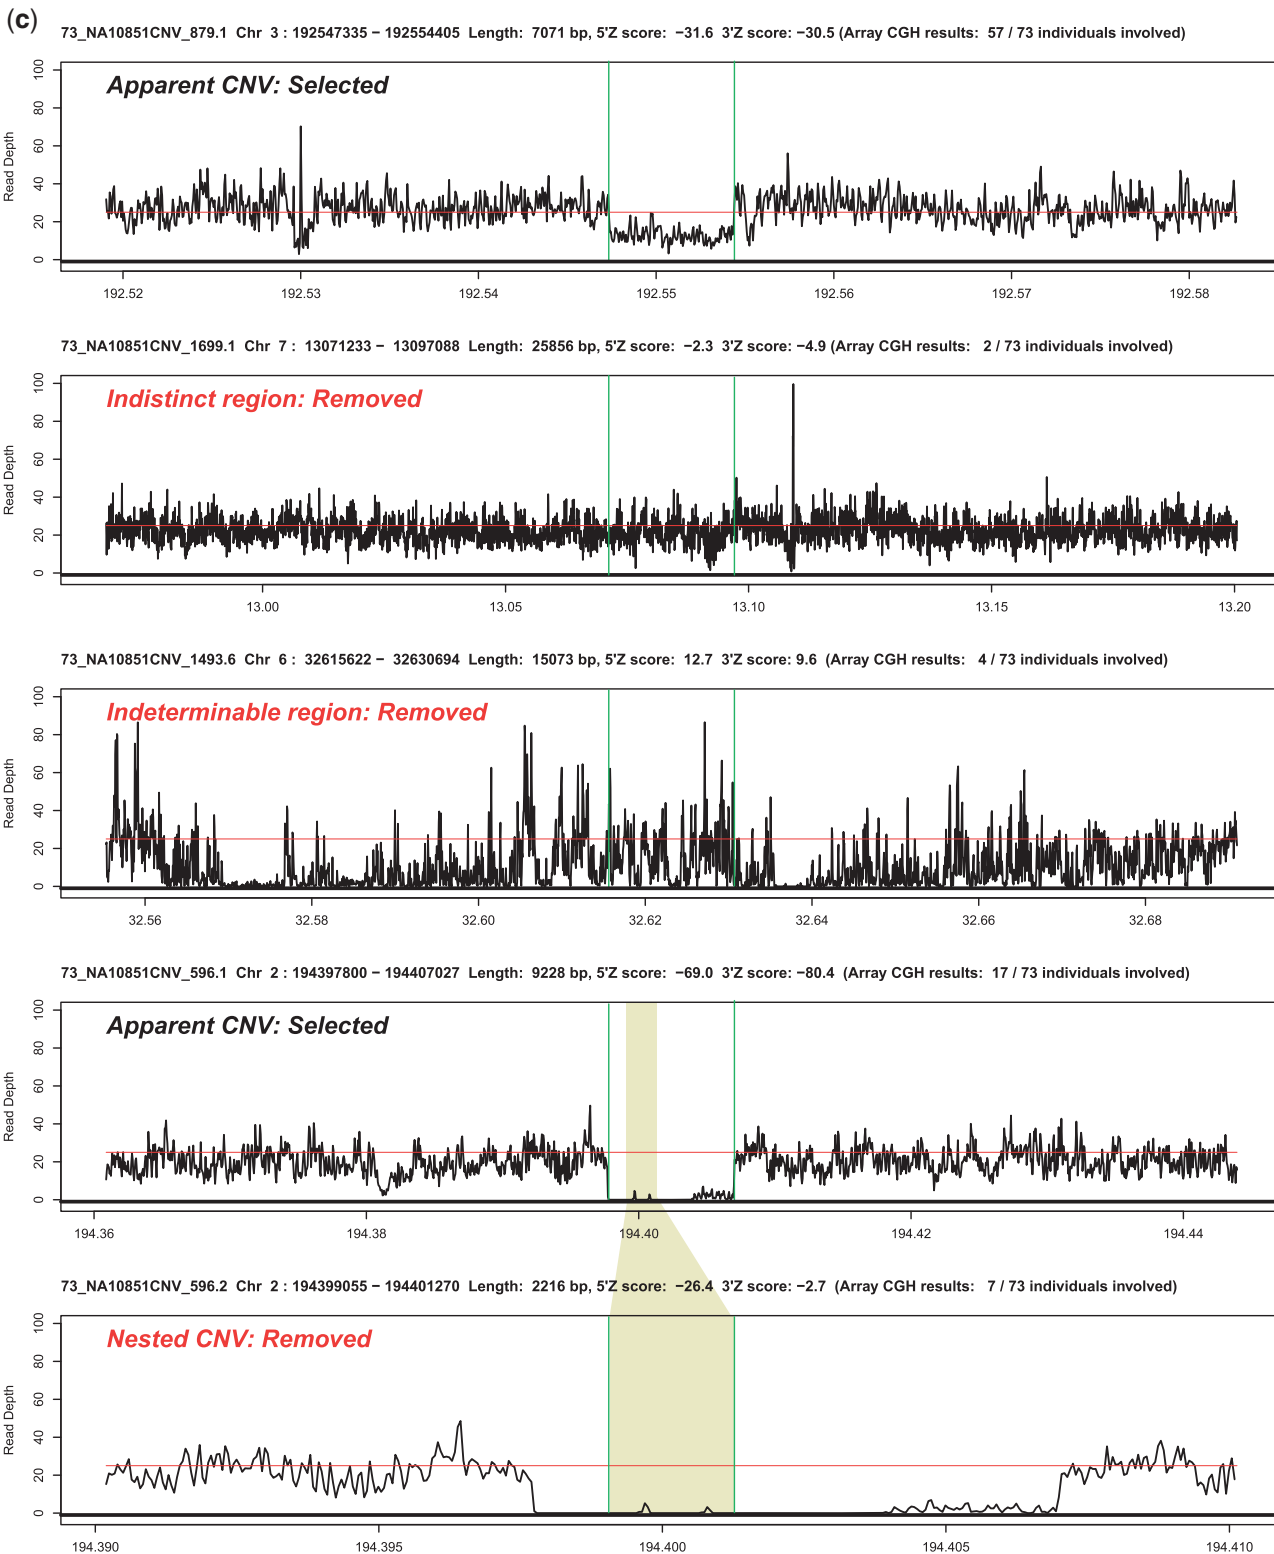 (c)
73_NA10851CNV_879.1 Chr 3 : 192547335 − 192554405 Length: 7071 bp, 5'Z score: −31.6 3'Z score: −30.5 (Array CGH results: 57 / 73 individuals involved)
Apparent CNV: Selected
Read Depth
100
80
60
40
20
0
192.52 192.53 192.54 192.55 192.56 192.57 192.58
73_NA10851CNV_1699.1 Chr 7 : 13071233 − 13097088 Length: 25856 bp, 5'Z score: −2.3 3'Z score: −4.9 (Array CGH results: 2 / 73 individuals involved)
Indistinct region: Removed
Read Depth
100
80
60
40
20
0
13.00 13.05 13.10 13.15 13.20
73_NA10851CNV_1493.6 Chr 6 : 32615622 − 32630694 Length: 15073 bp, 5'Z score: 12.7 3'Z score: 9.6 (Array CGH results: 4 / 73 individuals involved)
Indeterminable region: Removed
Read Depth
100
80
60
40
20
0
32.56 32.58 32.60 32.62 32.64 32.66 32.68
73_NA10851CNV_596.1 Chr 2 : 194397800 − 194407027 Length: 9228 bp, 5'Z score: −69.0 3'Z score: −80.4 (Array CGH results: 17 / 73 individuals involved)
Apparent CNV: Selected
Read Depth
100
80
60
40
20
0
194.36 194.38 194.40 194.42 194.44
73_NA10851CNV_596.2 Chr 2 : 194399055 − 194401270 Length: 2216 bp, 5'Z score: −26.4 3'Z score: −2.7 (Array CGH results: 7 / 73 individuals involved)
Nested CNV: Removed
Read Depth
100
80
60
40
20
0
194.390 194.395 194.400 194.405 194.410